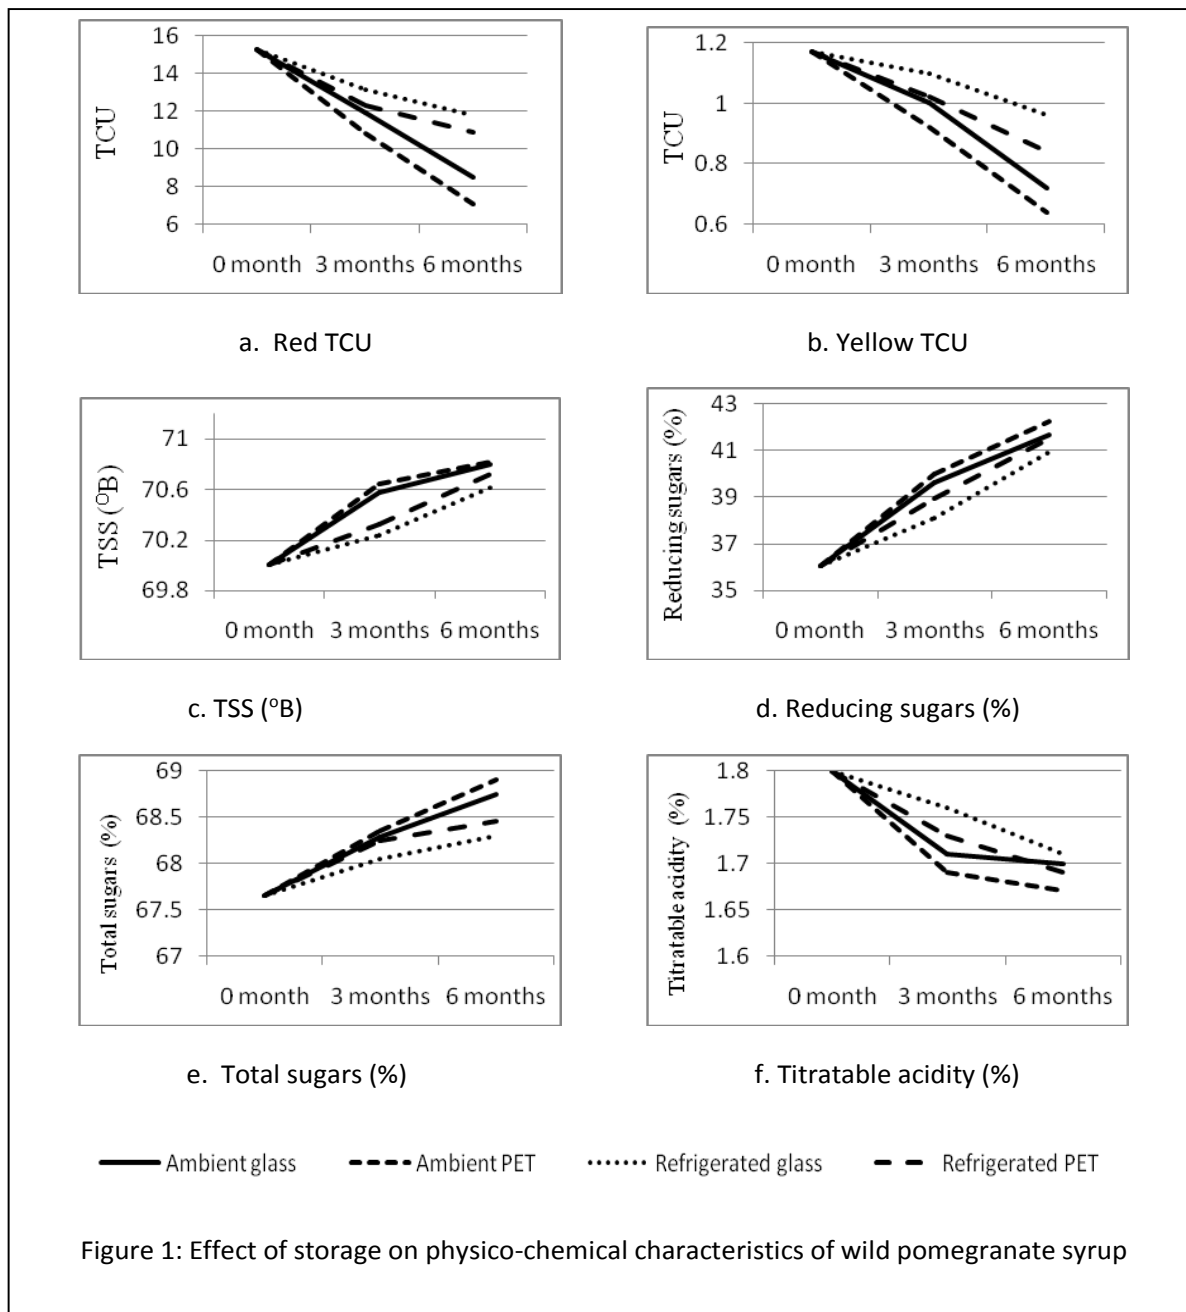 16
14
12
10
8
6
TCU
0 month 3 months 6 months
a. Red TCU
1.2
1
0.8
0.6
TCU
0 month 3 months 6 months
b. Yellow TCU
71
70.6
70.2
69.8
TSS (ᴼB)
0 month 3 months 6 months
c. TSS (ᵒB)
43
41
39
37
35
Reducing sugars (%)
0 month 3 months 6 months
d. Reducing sugars (%)
69
68.5
68
67.5
67
Total sugars (%)
0 month 3 months 6 months
e. Total sugars (%)
1.8
1.75
1.7
1.65
1.6
Titratable acidity (%)
0 month 3 months 6 months
f. Titratable acidity (%)
Ambient glass Ambient PET Refrigerated glass Refrigerated PET
Figure 1: Effect of storage on physico-chemical characteristics of wild pomegranate syrup